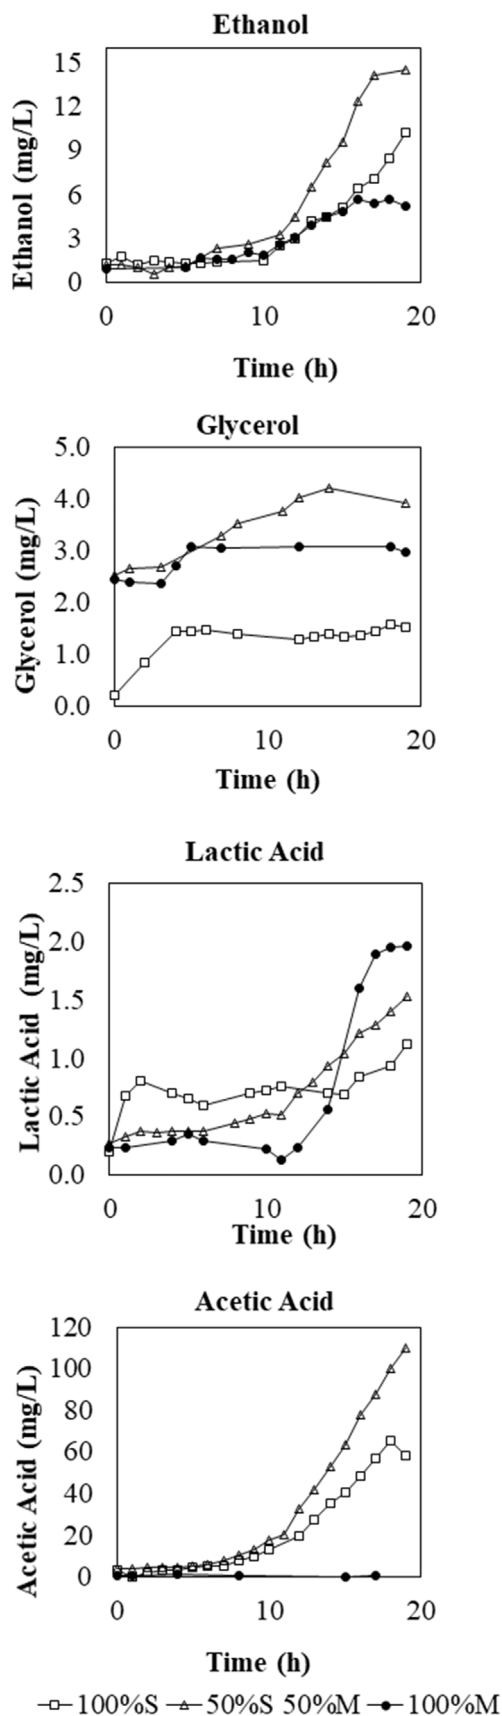 Ethanol
15
12
9
6
3
0
Ethanol (mg/L)
0 10 20
Time (h)
Glycerol
5.0
4.0
3.0
2.0
1.0
0.0
Glycerol (mg/L)
0 10 20
Time (h)
Lactic Acid
2.5
2.0
1.5
1.0
0.5
0.0
Lactic Acid (mg/L)
0 10 20
Time (h)
Acetic Acid
120
100
80
60
40
20
0
Acetic Acid (mg/L)
0 10 20
Time (h)
100%S 50%S 50%M 100%M